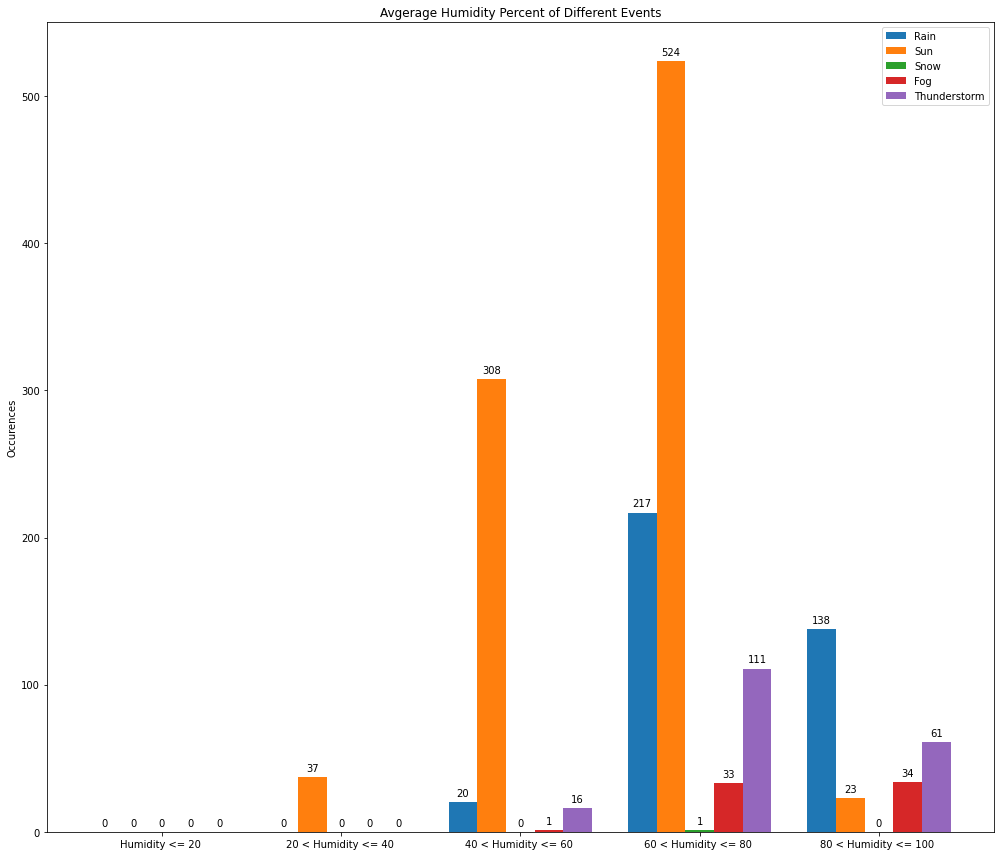 Avgerage Humidity Percent of Different Events
Rain
Sun
Snow
Fog
Thunderstorm
Occurences
500
400
300
200
100
0
0 0 0 0 0
0 37 0 0 0
20 308 0 1 16
217 524 1 33 111
138 23 0 34 61
Humidity <= 20
20 < Humidity <= 40
40 < Humidity <= 60
60 < Humidity <= 80
80 < Humidity <= 100